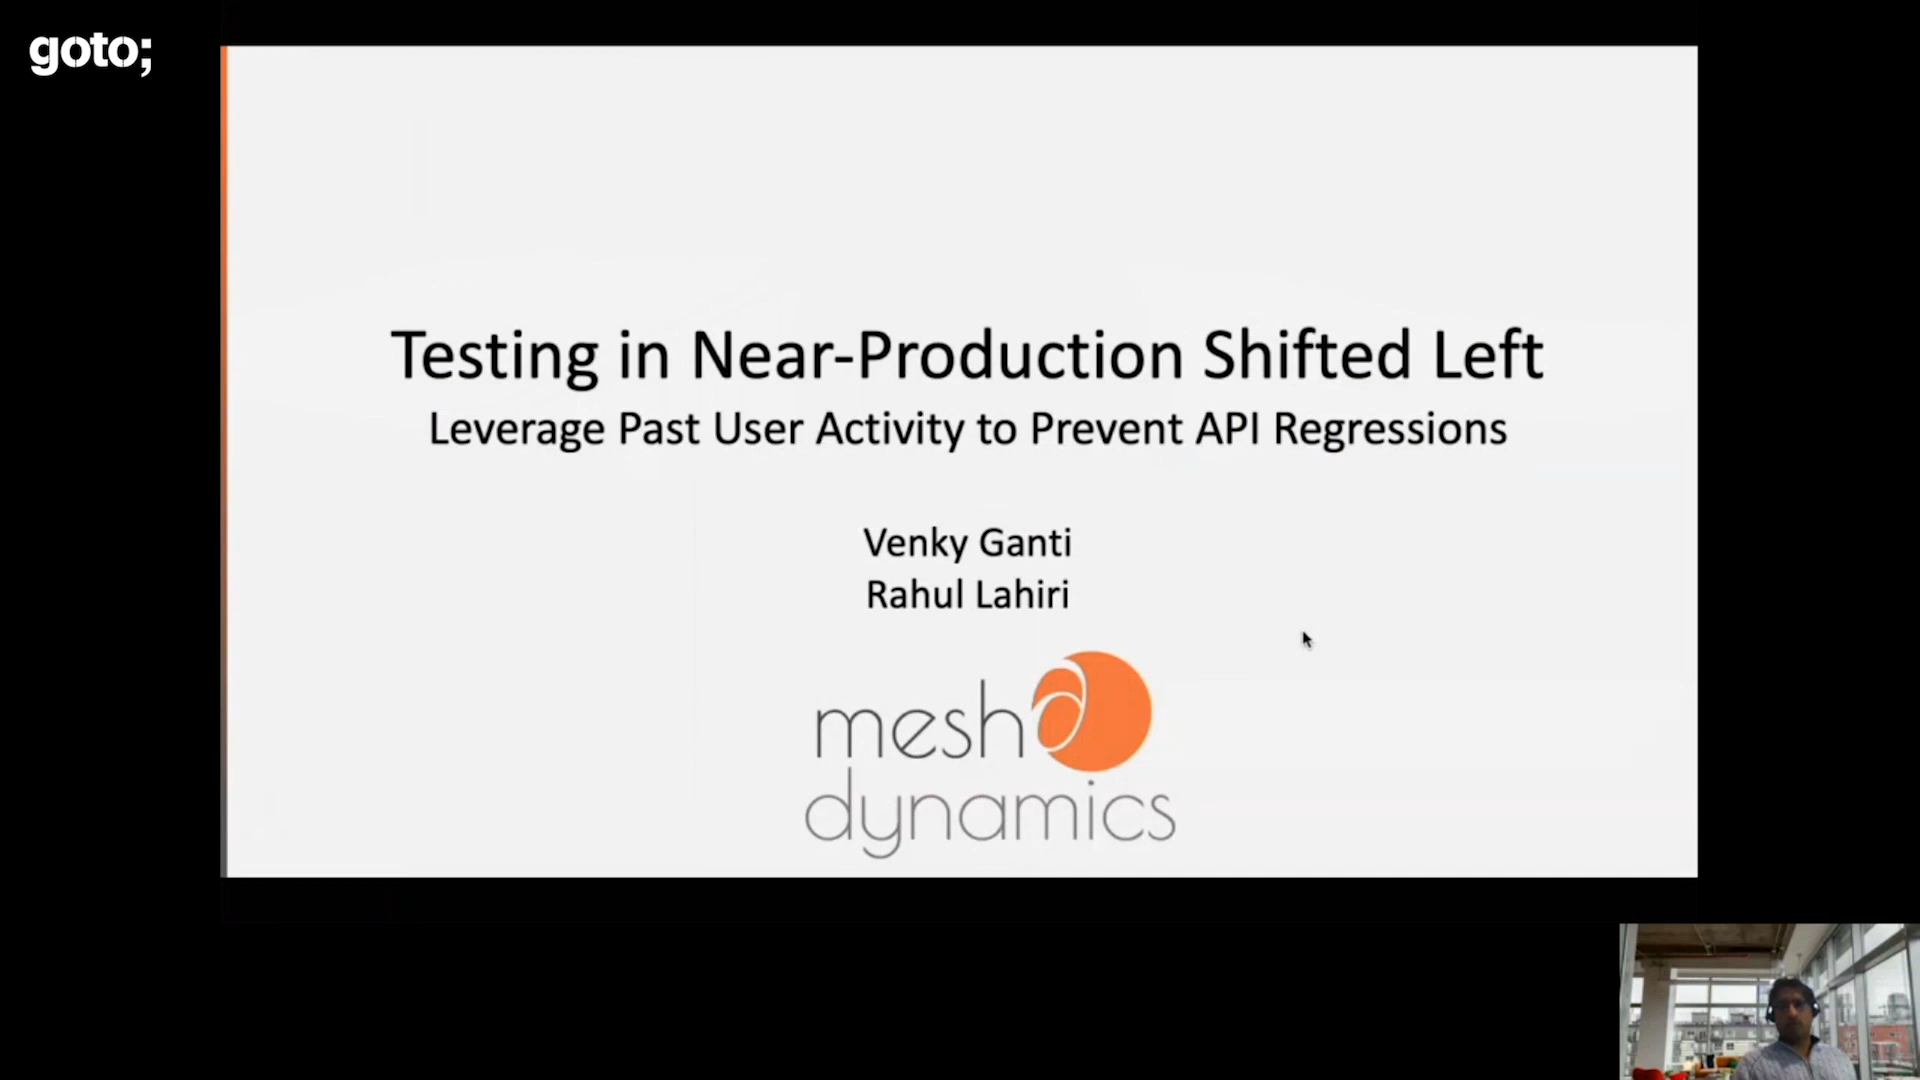 goto;
Testing in Near-Production Shifted Left
Leverage Past User Activity to Prevent API Regressions
Venky Ganti
Rahul Lahiri
mesh
dynamics